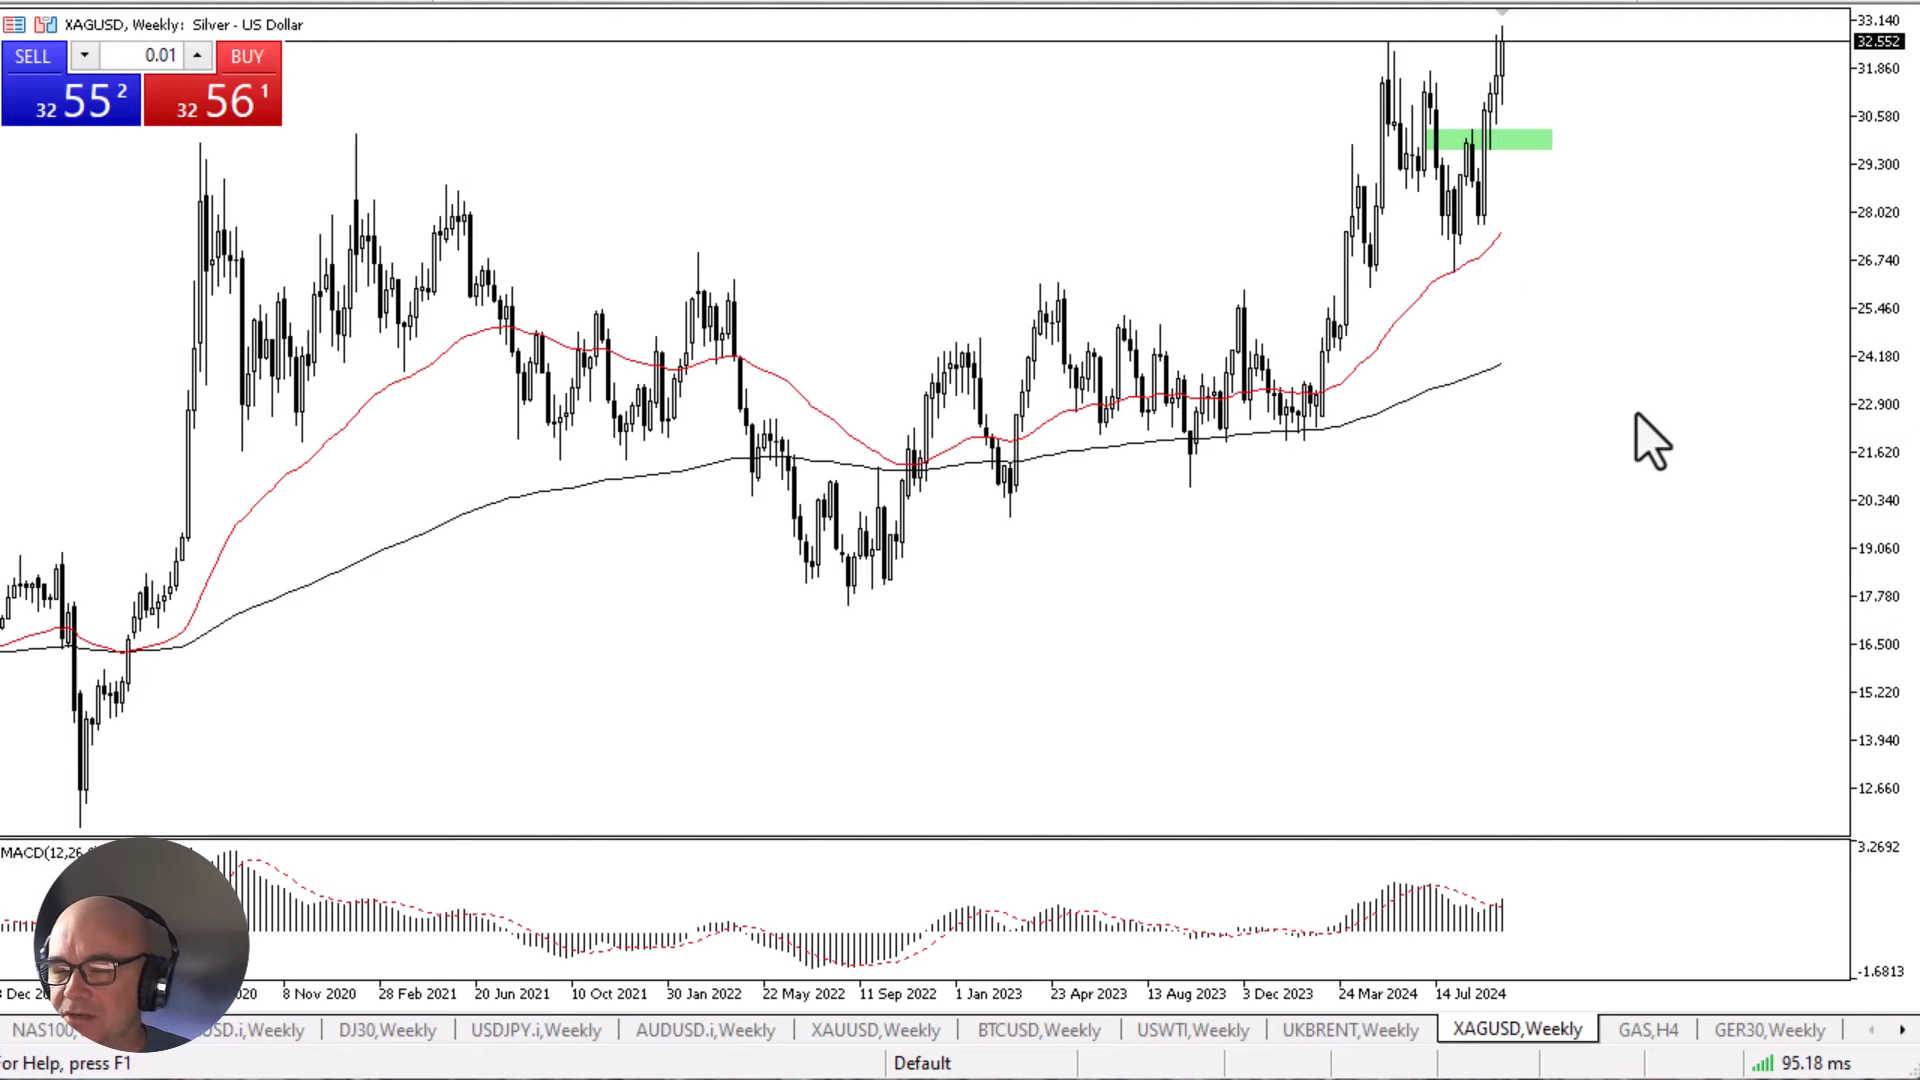 XAGUSD, Weekly: Silver - US Dollar
SELL 0.01 BUY
32 55 2 32 56 1
33.140
32.552
31.860
30.580
29.300
28.020
26.740
25.460
24.180
22.900
21.620
20.340
19.060
17.780
16.500
15.220
13.940
12.660
MACD(12,26
3.2692
-1.6813
Dec 8 Nov 2020 28 Feb 2021 20 Jun 2021 10 Oct 2021 30 Jan 2022 22 May 2022 11 Sep 2022 1 Jan 2023 23 Apr 2023 13 Aug 2023 3 Dec 2023 24 Mar 2024 14 Jul 2024
NAS100, SD.i,Weekly DJ30,Weekly USDJPY.i,Weekly AUDUSD.i,Weekly XAUUSD,Weekly BTCUSD,Weekly USWTI,Weekly UKBRENT,Weekly XAGUSD,Weekly GAS,H4 GER30,Weekly
For Help, press F1 Default 95.18 ms